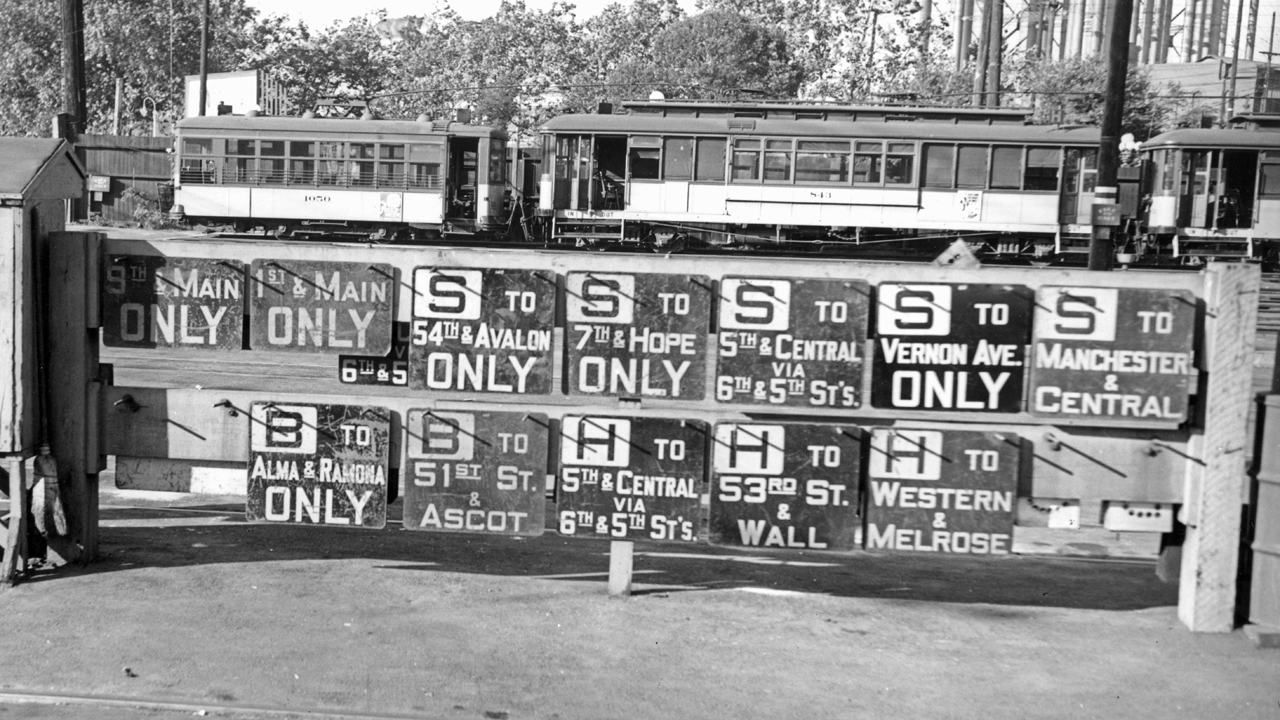 1050
843
IN
OUT
9TH & MAIN
ONLY
1ST & MAIN
ONLY
6TH & 5
S TO
54TH & AVALON
ONLY
S TO
7TH & HOPE
ONLY
S TO
5TH & CENTRAL
VIA
6TH & 5TH ST'S.
S TO
VERNON AVE.
ONLY
S TO
MANCHESTER
&
CENTRAL
B TO
ALMA & RAMONA
ONLY
B TO
51ST ST.
&
ASCOT
H TO
5TH & CENTRAL
VIA
6TH & 5TH ST'S.
H TO
53RD ST.
&
WALL
H TO
WESTERN
&
MELROSE